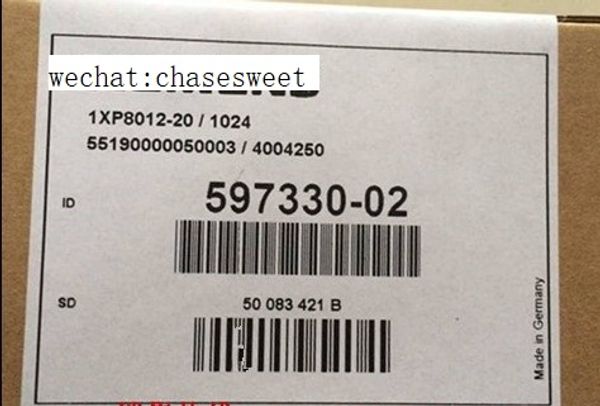 wechat:chasesweet
1XP8012-20 / 1024
55190000050003 / 4004250
ID
597330-02
SD
50 083 421 B
Made in Germany